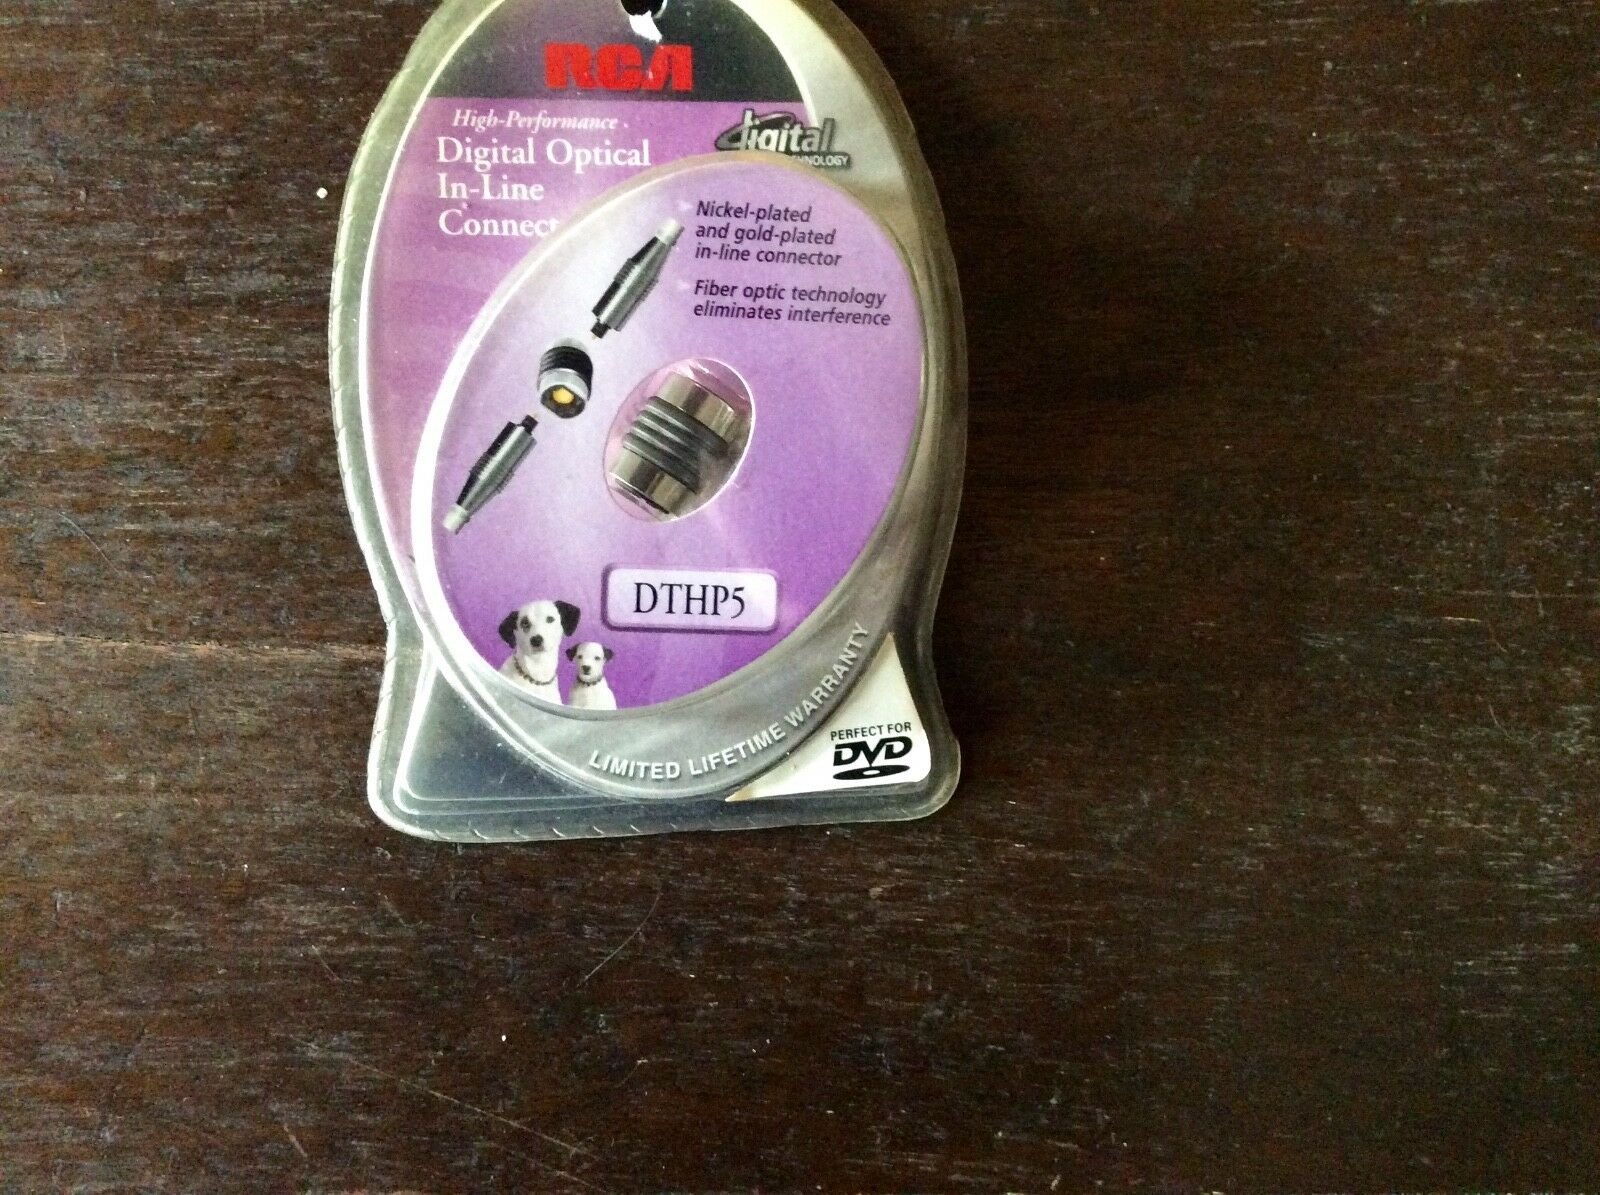 RCA
High-Performance
Digital Optical
In-Line
digital
Nickel-plated
and gold-plated
in-line connector
Fiber optic technology
eliminates interference
DTHP5
LIMITED LIFETIME WARRANTY
PERFECT FOR
DVD